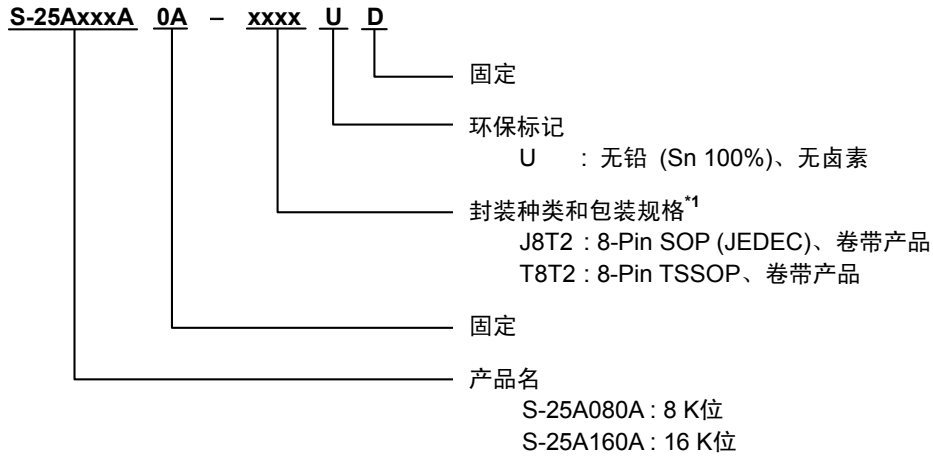 S-25AxxxA 0A – xxxx U D
固定
环保标记
U : 无铅 (Sn 100%)、无卤素
封装种类和包装规格*1
J8T2 : 8-Pin SOP (JEDEC)、卷带产品
T8T2 : 8-Pin TSSOP、卷带产品
固定
产品名
S-25A080A : 8 K位
S-25A160A : 16 K位